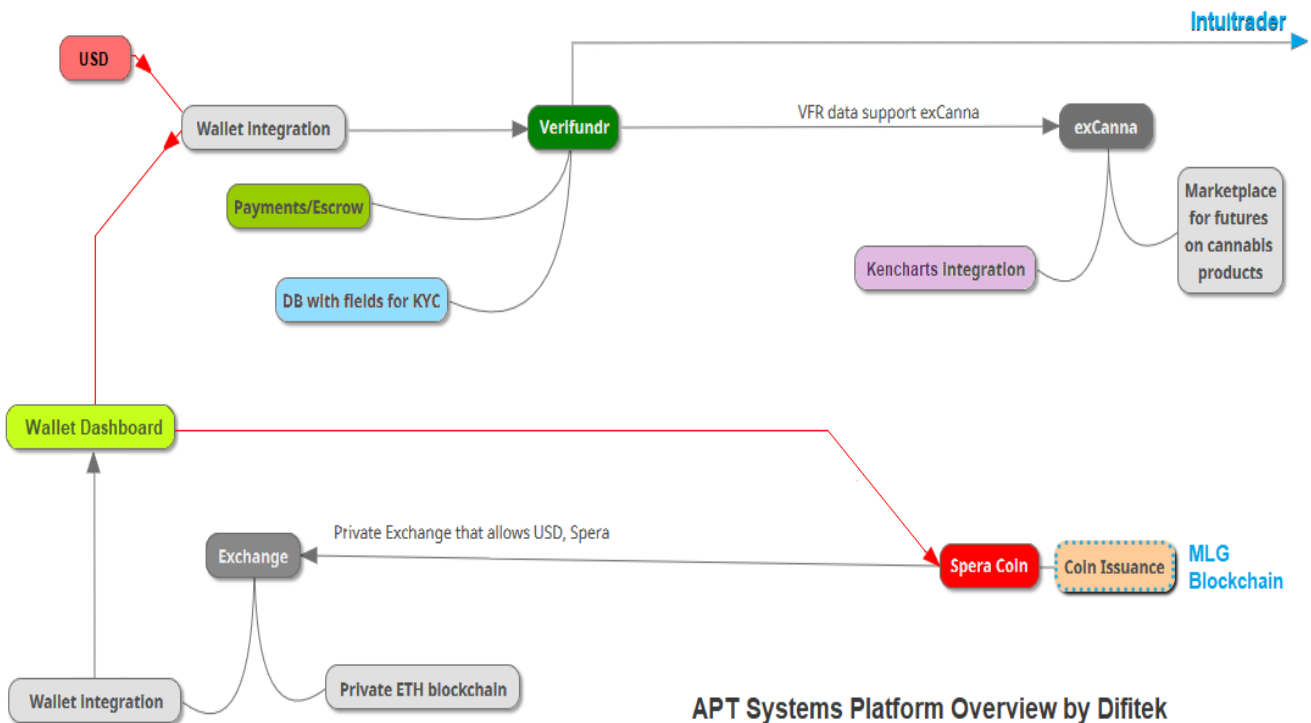 Intuitrader
USD
Wallet Integration
Verifundr
VFR data support exCanna
exCanna
Payments/Escrow
Marketplace
for futures
on cannabis
products
Kencharts Integration
DB with fields for KYC
Wallet Dashboard
Private Exchange that allows USD, Spera
Exchange
Spera Coin
Coin Issuance
MLG
Blockchain
Wallet Integration
Private ETH blockchain
APT Systems Platform Overview by Difitek